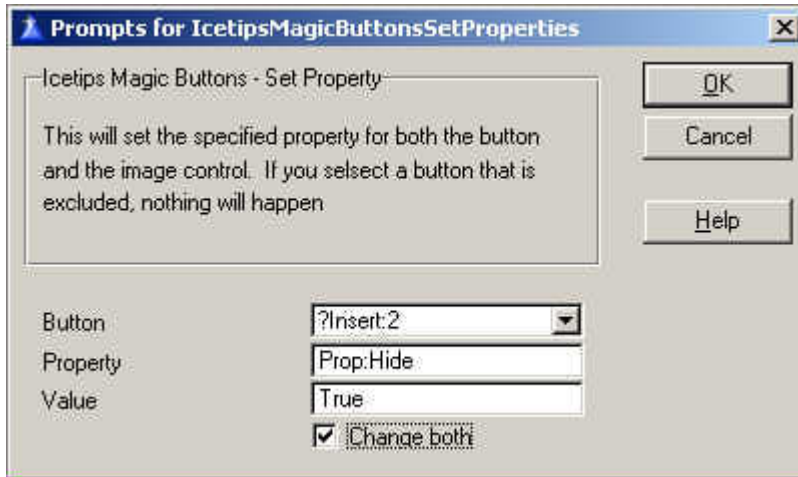 Prompts for IcetipsMagicButtonsSetProperties
Icetips Magic Buttons - Set Property
This will set the specified property for both the button
and the image control. If you selsect a button that is
excluded, nothing will happen
OK
Cancel
Help
Button
?Insert:2
Property
Prop:Hide
Value
True
Change both